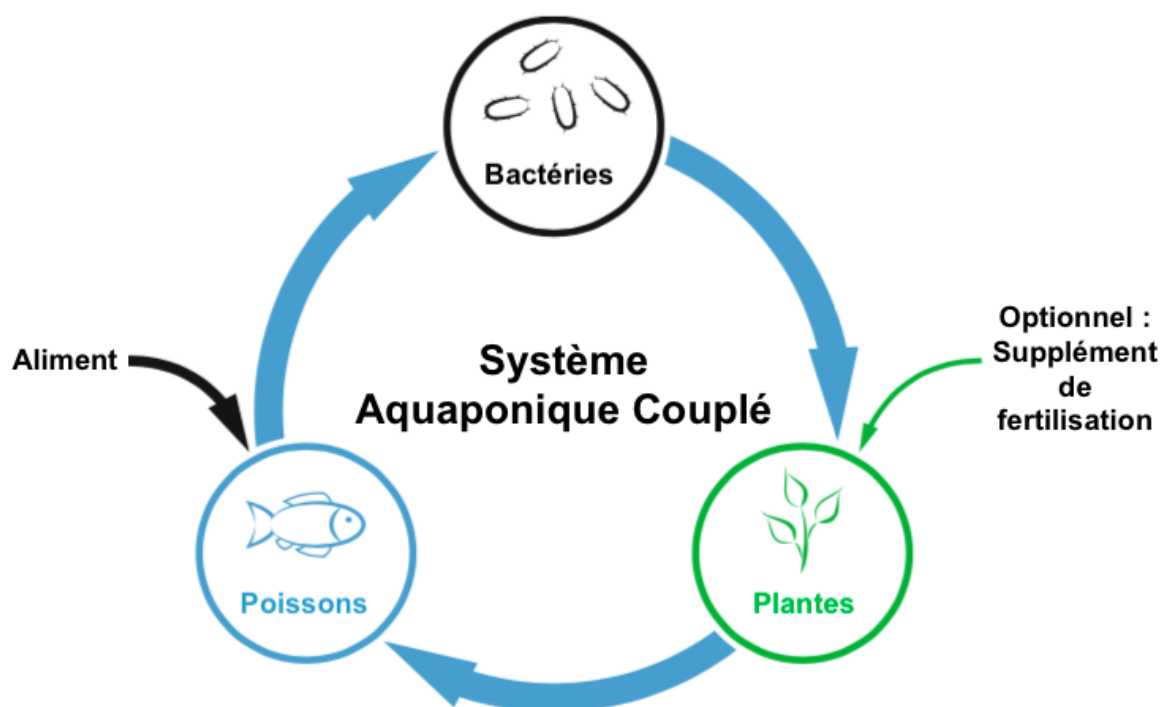 Bactéries
Aliment
Système
Aquaponique Couplé
Optionnel :
Supplément
de
fertilisation
Poissons
Plantes